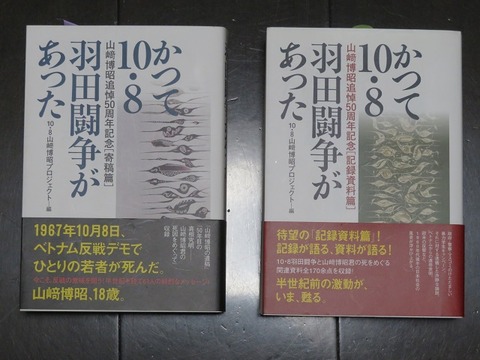 かつて
10・8
羽田闘争が
あった
山﨑博昭追悼50周年記念[寄稿篇]
10・8山﨑博昭プロジェクト＝編
1967年10月8日、
ベトナム反戦デモで
ひとりの若者が死んだ。
山﨑博昭、18歳。
かつて
10・8
羽田闘争が
あった
山﨑博昭追悼50周年記念[記録資料篇]
10・8山﨑博昭プロジェクト＝編
待望の「記録資料篇」！
記録が語る、資料が語る！
10・8羽田闘争と山﨑博昭君の死をめぐる
関連資料全170余点を収録！
半世紀前の激動が、
いま、甦る。